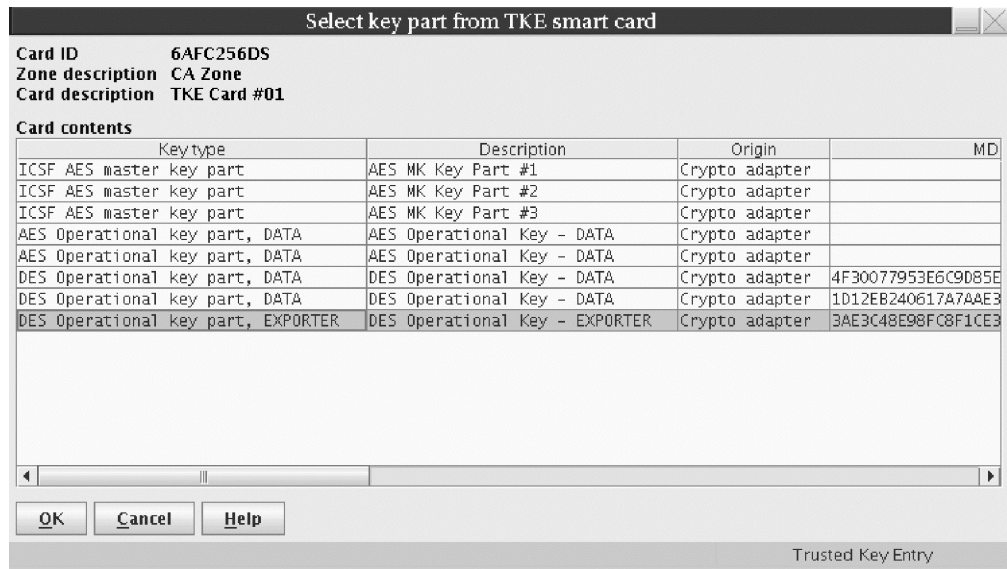 Select key part from TKE smart card
Card ID 6AFC256DS
Zone description CA Zone
Card description TKE Card #01
Card contents
Key type Description Origin MD
ICSF AES master key part AES MK Key Part #1 Crypto adapter
ICSF AES master key part AES MK Key Part #2 Crypto adapter
ICSF AES master key part AES MK Key Part #3 Crypto adapter
AES Operational key part, DATA AES Operational Key - DATA Crypto adapter
AES Operational key part, DATA AES Operational Key - DATA Crypto adapter
DES Operational key part, DATA DES Operational Key - DATA Crypto adapter 4F30077953E6C9D85E
DES Operational key part, DATA DES Operational Key - DATA Crypto adapter 1D12EB240617A7AAE3
DES Operational key part, EXPORTER DES Operational Key - EXPORTER Crypto adapter 3AE3C48E98FC8F1CE3
OK Cancel Help
Trusted Key Entry